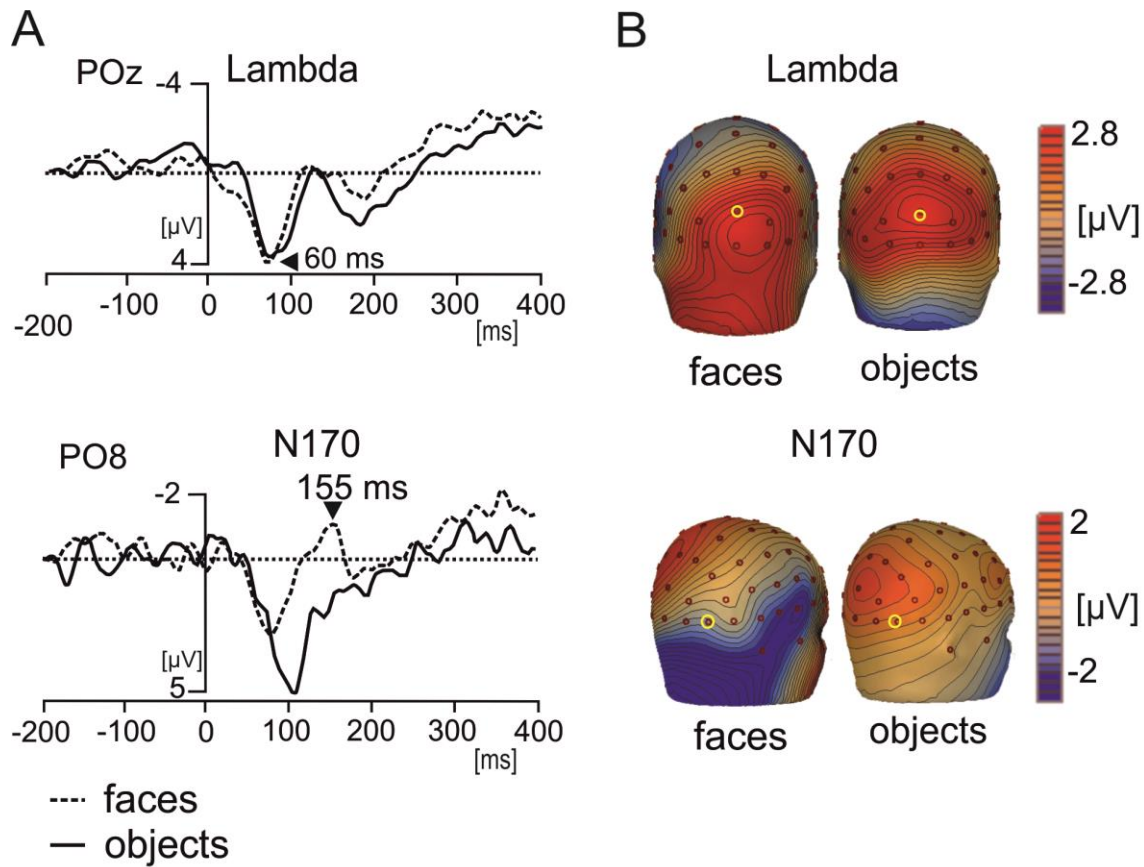 A
POz
Lambda
-4
[µV]
4
60 ms
-200
-100
0
100
200
300
400
[ms]
PO8
N170
155 ms
-2
[µV]
5
-200
-100
0
100
200
300
400
[ms]
faces
objects
B
Lambda
2.8
[µV]
-2.8
faces
objects
N170
2
[µV]
-2
faces
objects